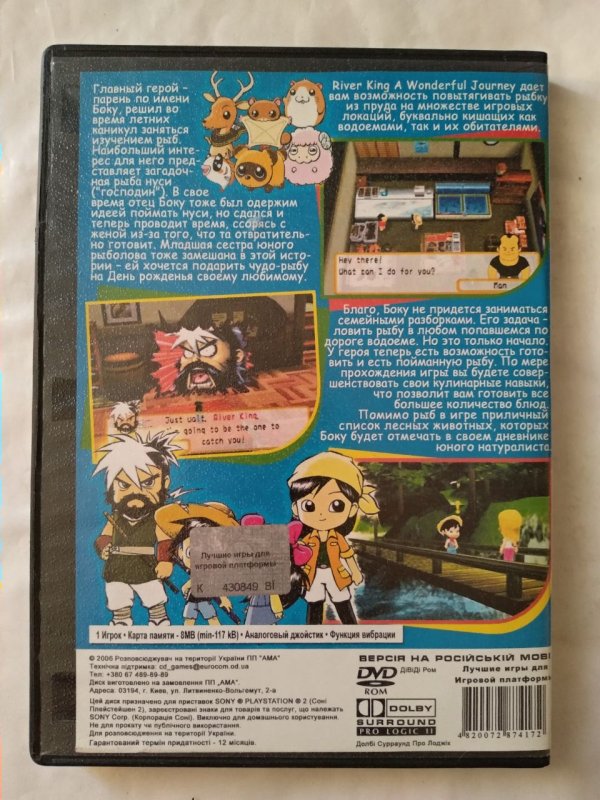 Главный герой -
парень по имени
Боку, решил во
время летних
каникул заняться
изучением рыб.
Наибольший инте-
рес для него пред-
ставляет загадоч-
ная рыба нуси
("господин"). В свое
время отец Боку тоже был одержим
идеей поймать нуси, но сдался и
теперь проводит время, ссорясь с
женой из-за того, что та отвратитель-
но готовит. Младшая сестра юного
рыболова тоже замешана в этой исто-
рии – ей хочется подарить чудо-рыбу
на День рожденья своему любимому.
River King A Wonderful Journey дает
вам возможность повытягивать рыбку
из пруда на множестве игровых
локаций, буквально кишащих как
водоемами, так и их обитателями.
Hey there!
What can I do for you?
Man
Благо, Боку не придется заниматься
семейными разборками. Его задача -
ловить рыбу в любом попавшемся по
дороге водоеме. Но это только начало.
У героя теперь есть возможность гото-
вить и есть пойманную рыбу. По мере
прохождения игры вы будете совер-
шенствовать свои кулинарные навыки,
что позволит вам готовить все
большее количество блюд.
Помимо рыб в игре приличный
список лесных животных, которых
Боку будет отмечать в своем дневнике
юного натуралиста
Just wait, River King,
going to be the one to
catch you!
Лучшие игры для
игровой платформы
К 430849 ВІ
1 Игрок • Карта памяти - 8MB (min-117 kB) • Аналоговый джойстик • Функция вибрации
© 2006 Розповсюджувач на території України ПП "АМА"
Технічна підтримка: cd_games@eurocom.od.ua
Тел: +380 67 489-69-89
Диск виготовлено на замовлення ПП „АМА".
Адреса: 03194, г. Киев, ул. Литвиненко-Вольгемут, 2-а
Цей диск призначено для приставок SONY ® PLAYSTATION ® 2 (Соні
Плейстейшен 2), зареєстровані знаки для товарів та послуг, що належать
SONY Corp. (Корпорація Соні). Виключно для домашнього користування.
Не для прокату чи публічного використання.
Для розповсюдження на території України.
Гарантований термін придатності - 12 місяців.
ВЕРСІЯ НА РОСІЙСЬКІЙ МОВІ
DVD ДіВіДі Ром
ROM
Лучшие игры для
Игровой платформы
DOLBY
SURROUND
PRO LOGIC II
Долбі Сурраунд Про Лоджік
4820072874172